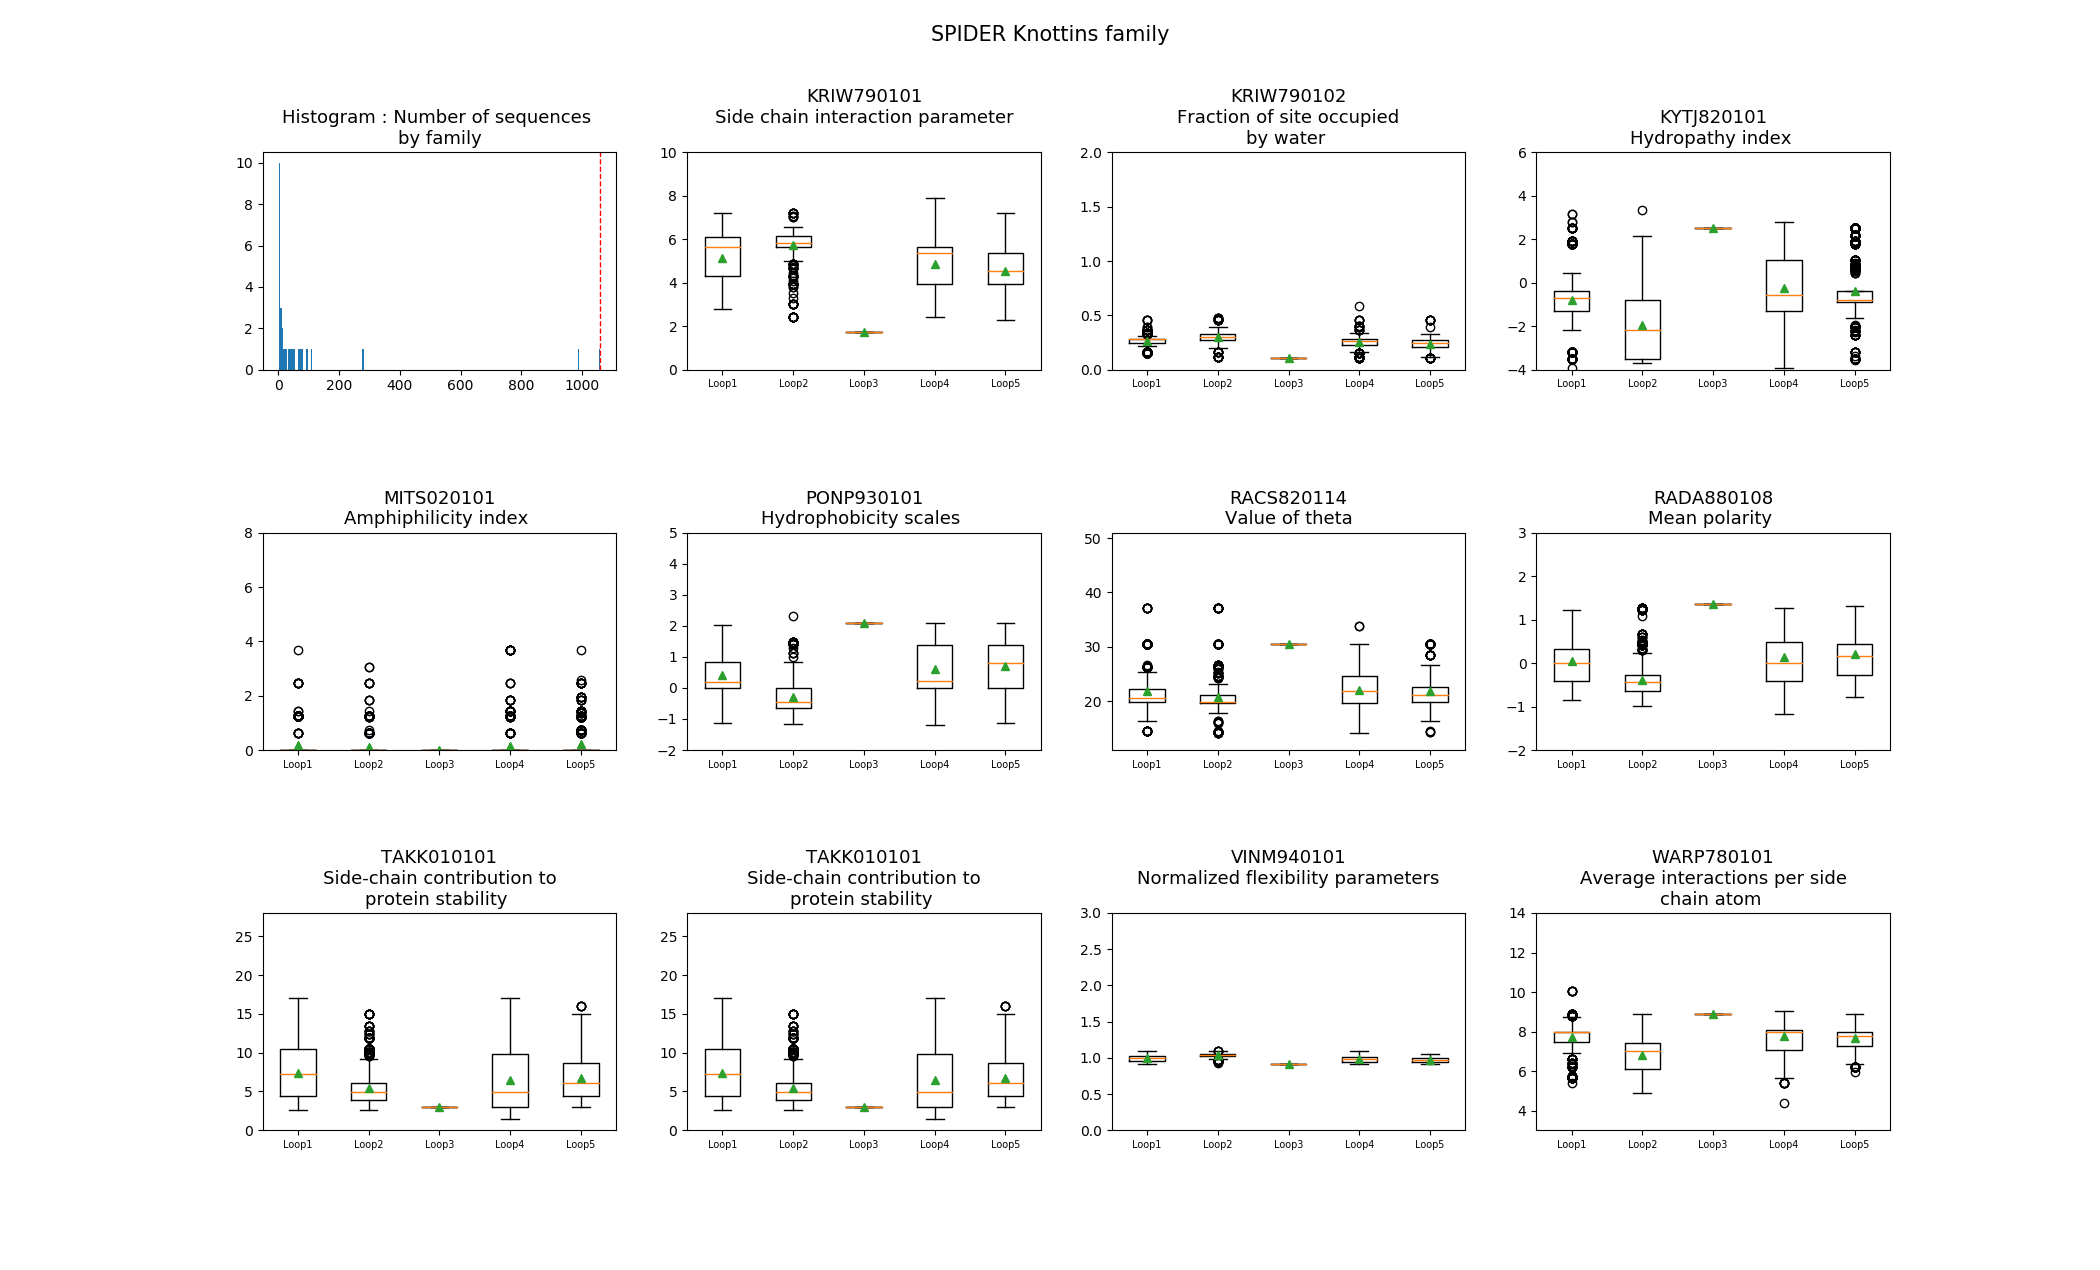 SPIDER Knottins family
Histogram : Number of sequences
by family
10
8
6
4
2
0
0 200 400 600 800 1000
KRIW790101
Side chain interaction parameter
10
8
6
4
2
0
Loop1 Loop2 Loop3 Loop4 Loop5
KRIW790102
Fraction of site occupied
by water
2.0
1.5
1.0
0.5
0.0
Loop1 Loop2 Loop3 Loop4 Loop5
KYTJ820101
Hydropathy index
6
4
2
0
−2
−4
Loop1 Loop2 Loop3 Loop4 Loop5
MITS020101
Amphiphilicity index
8
6
4
2
0
Loop1 Loop2 Loop3 Loop4 Loop5
PONP930101
Hydrophobicity scales
5
4
3
2
1
0
−1
−2
Loop1 Loop2 Loop3 Loop4 Loop5
RACS820114
Value of theta
50
40
30
20
Loop1 Loop2 Loop3 Loop4 Loop5
RADA880108
Mean polarity
3
2
1
0
−1
−2
Loop1 Loop2 Loop3 Loop4 Loop5
TAKK010101
Side-chain contribution to
protein stability
25
20
15
10
5
0
Loop1 Loop2 Loop3 Loop4 Loop5
TAKK010101
Side-chain contribution to
protein stability
25
20
15
10
5
0
Loop1 Loop2 Loop3 Loop4 Loop5
VINM940101
Normalized flexibility parameters
3.0
2.5
2.0
1.5
1.0
0.5
0.0
Loop1 Loop2 Loop3 Loop4 Loop5
WARP780101
Average interactions per side
chain atom
14
12
10
8
6
4
Loop1 Loop2 Loop3 Loop4 Loop5